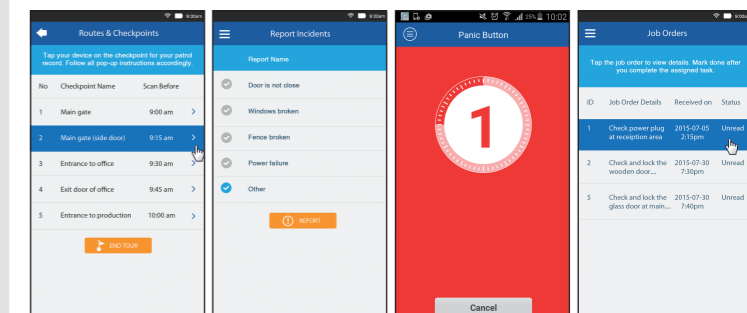 9:00am
Routes & Checkpoints
Tap your device on the checkpoint for your patrol
record. Follow all pop-up instructions accordingly.
No Checkpoint Name Scan Before
1 Main gate 9:00 am >
2 Main gate (side door) 9:15 am >
3 Entrance to office 9:30 am >
4 Exit door of office 9:45 am >
5 Entrance to production 10:00 am >
END TOUR
9:00am
Report Incidents
Report Name
Door is not close
Windows broken
Fence broken
Power failure
Other
REPORT
25% 10:02
Panic Button
1
Cancel
9:00am
Job Orders
Tap the job order to view details. Mark done after
you complete the assigned task.
ID Job Order Details Received on Status
1 Check power plug 2015-07-05 Unread
at receiption area 2:15pm
2 Check and lock the 2015-07-30 Unread
wooden door.... 7:30pm
5 Check and lock the 2015-07-30 Unread
glass door at main.... 7:40pm